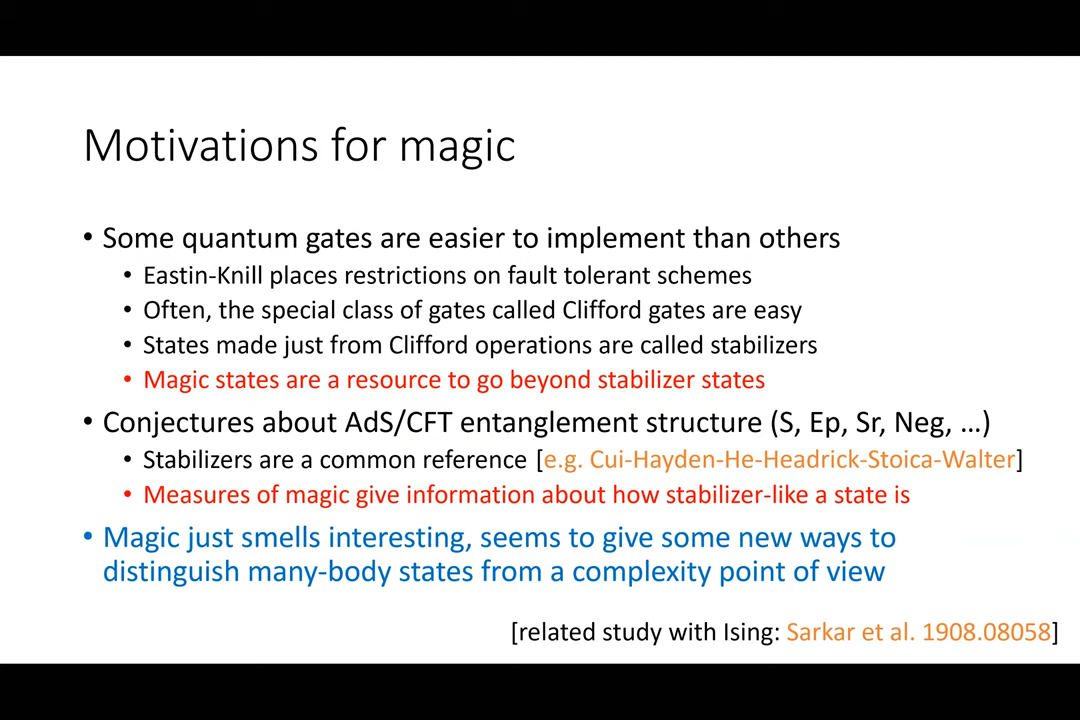 Motivations for magic
• Some quantum gates are easier to implement than others
• Eastin-Knill places restrictions on fault tolerant schemes
• Often, the special class of gates called Clifford gates are easy
• States made just from Clifford operations are called stabilizers
• Magic states are a resource to go beyond stabilizer states
• Conjectures about AdS/CFT entanglement structure (S, Ep, Sr, Neg, …)
• Stabilizers are a common reference [e.g. Cui-Hayden-He-Headrick-Stoica-Walter]
• Measures of magic give information about how stabilizer-like a state is
• Magic just smells interesting, seems to give some new ways to
distinguish many-body states from a complexity point of view
[related study with Ising: Sarkar et al. 1908.08058]